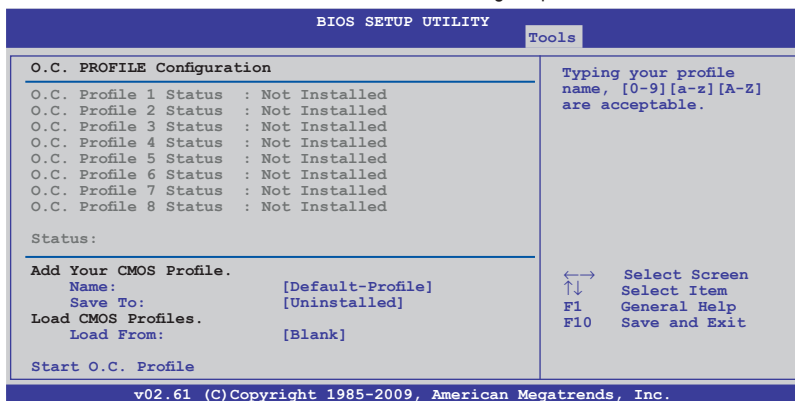 BIOS SETUP UTILITY
Tools
O.C. PROFILE Configuration
O.C. Profile 1 Status : Not Installed
O.C. Profile 2 Status : Not Installed
O.C. Profile 3 Status : Not Installed
O.C. Profile 4 Status : Not Installed
O.C. Profile 5 Status : Not Installed
O.C. Profile 6 Status : Not Installed
O.C. Profile 7 Status : Not Installed
O.C. Profile 8 Status : Not Installed
Status:
Add Your CMOS Profile.
Name: [Default-Profile]
Save To: [Uninstalled]
Load CMOS Profiles.
Load From: [Blank]
Start O.C. Profile
Typing your profile
name, [0-9][a-z][A-Z]
are acceptable.
←→ Select Screen
↑↓ Select Item
F1 General Help
F10 Save and Exit
v02.61 (C)Copyright 1985-2009, American Megatrends, Inc.